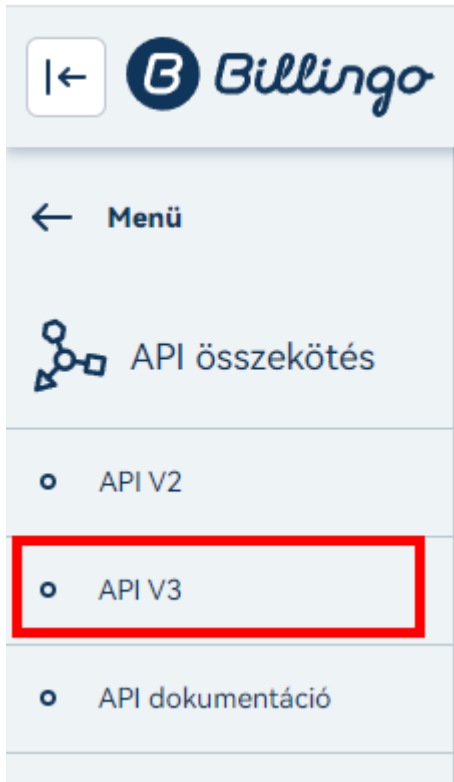 Billingo
Menü
API összekötés
API V2
API V3
API dokumentáció